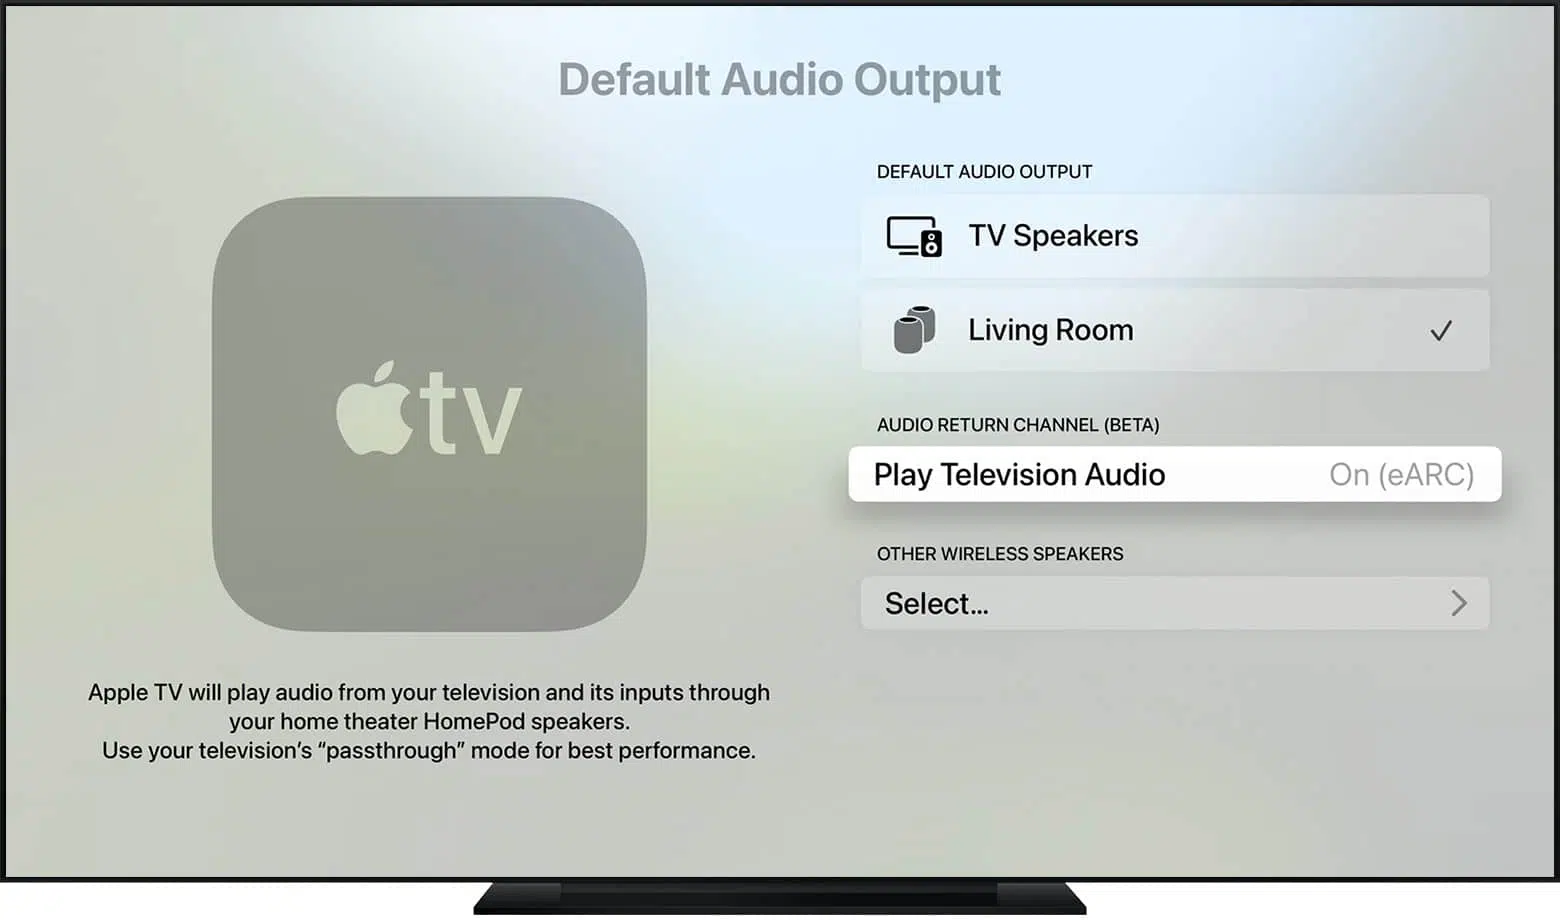 Default Audio Output
DEFAULT AUDIO OUTPUT
TV Speakers
Living Room
AUDIO RETURN CHANNEL (BETA)
Play Television Audio On (eARC)
OTHER WIRELESS SPEAKERS
Select...
tv
Apple TV will play audio from your television and its inputs through
your home theater HomePod speakers.
Use your television’s “passthrough” mode for best performance.